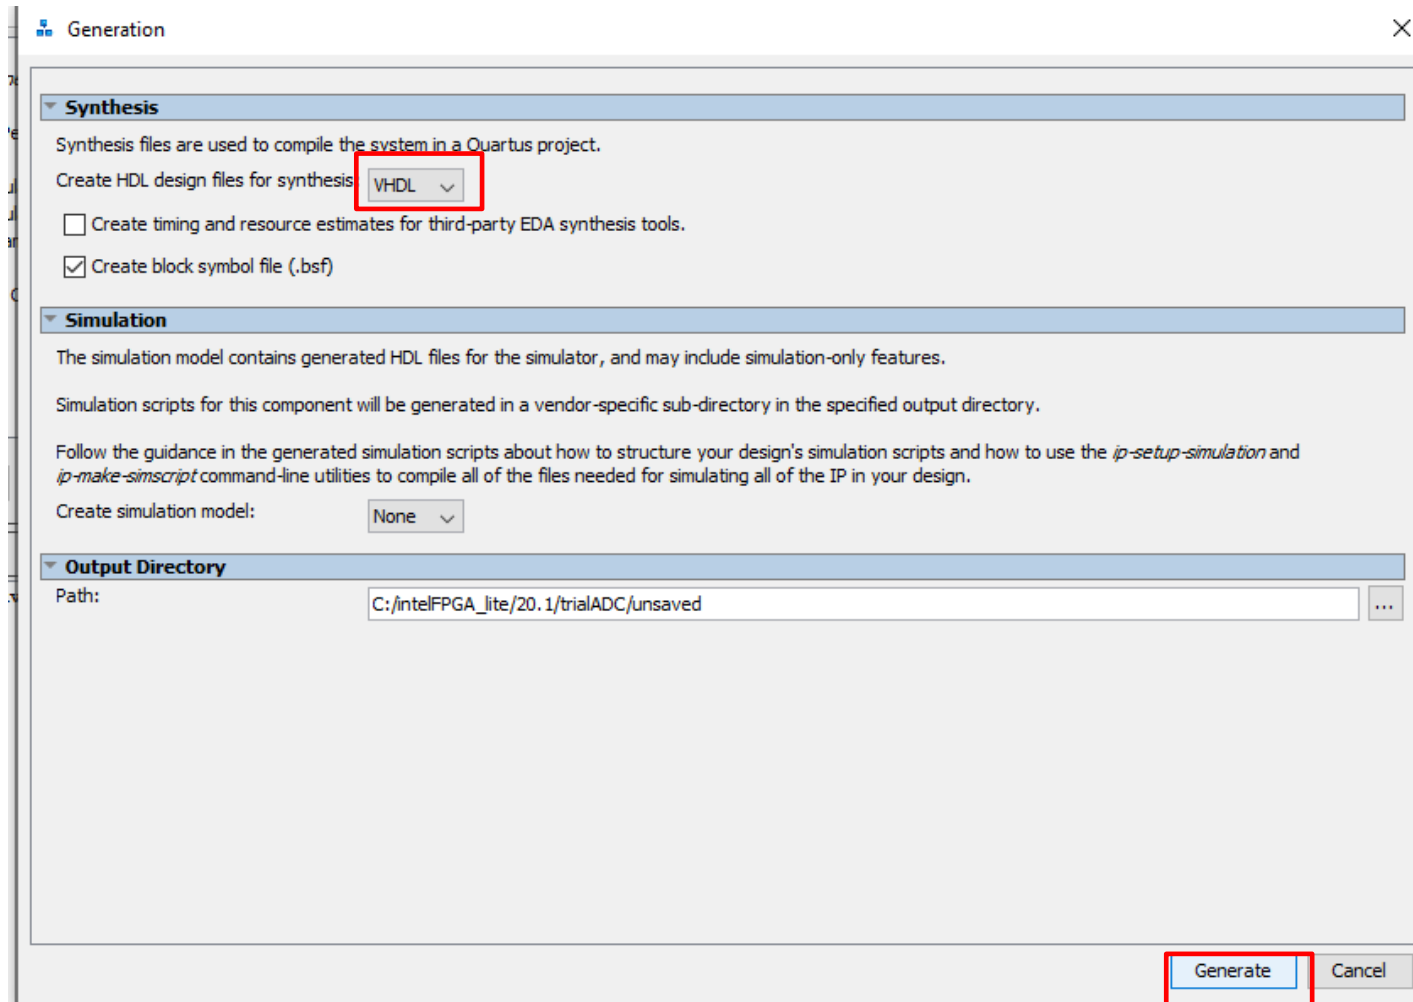 Generation
Synthesis
Synthesis files are used to compile the system in a Quartus project.
Create HDL design files for synthesis:
VHDL
Create timing and resource estimates for third-party EDA synthesis tools.
Create block symbol file (.bsf)
Simulation
The simulation model contains generated HDL files for the simulator, and may include simulation-only features.
Simulation scripts for this component will be generated in a vendor-specific sub-directory in the specified output directory.
Follow the guidance in the generated simulation scripts about how to structure your design's simulation scripts and how to use the ip-setup-simulation and
ip-make-simscript command-line utilities to compile all of the files needed for simulating all of the IP in your design.
Create simulation model:
None
Output Directory
Path:
C:/intelFPGA_lite/20.1/trialADC/unsaved
...
Generate
Cancel